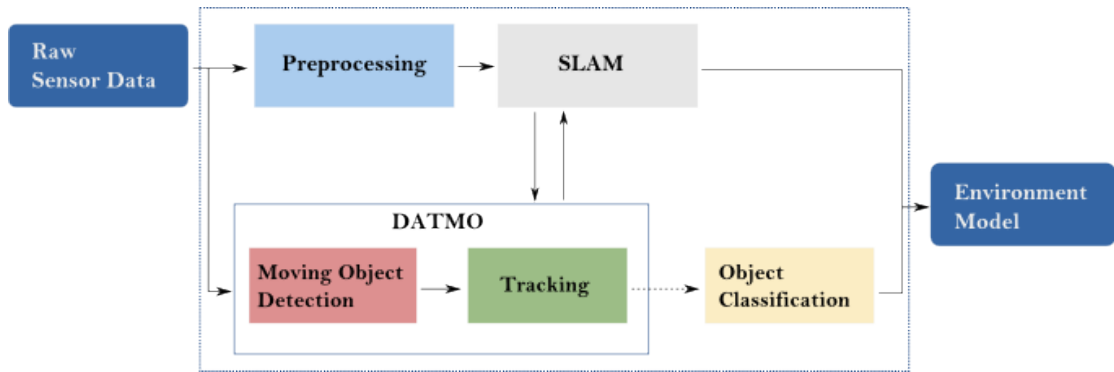 Raw
Sensor Data
Preprocessing
SLAM
DATMO
Moving Object
Detection
Tracking
Object
Classification
Environment
Model